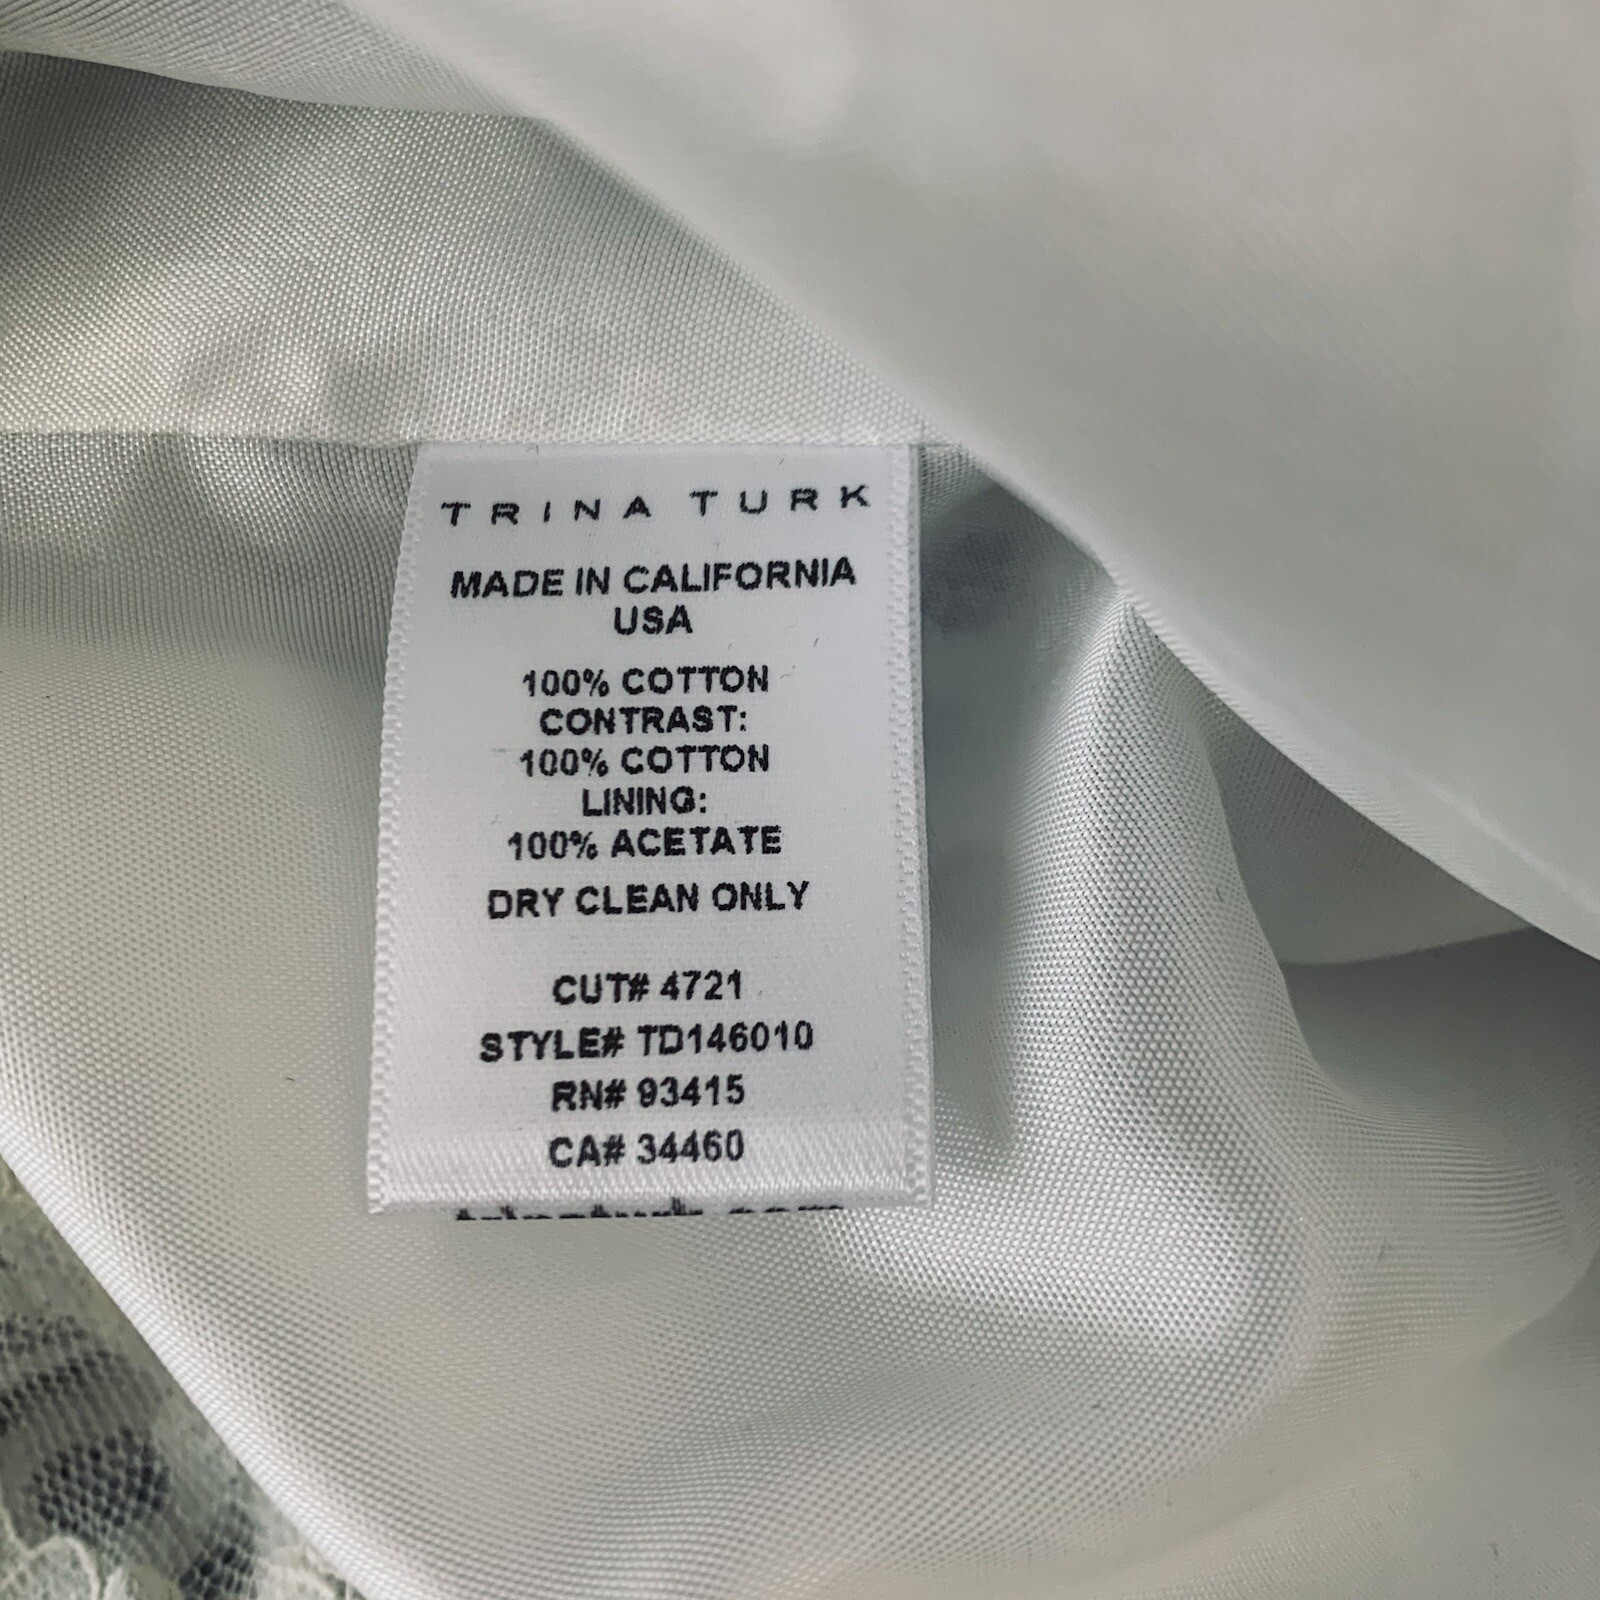 TRINA TURK
MADE IN CALIFORNIA
USA
100% COTTON
CONTRAST:
100% COTTON
LINING:
100% ACETATE
DRY CLEAN ONLY
CUT# 4721
STYLE# TD146010
RN# 93415
CA# 34460